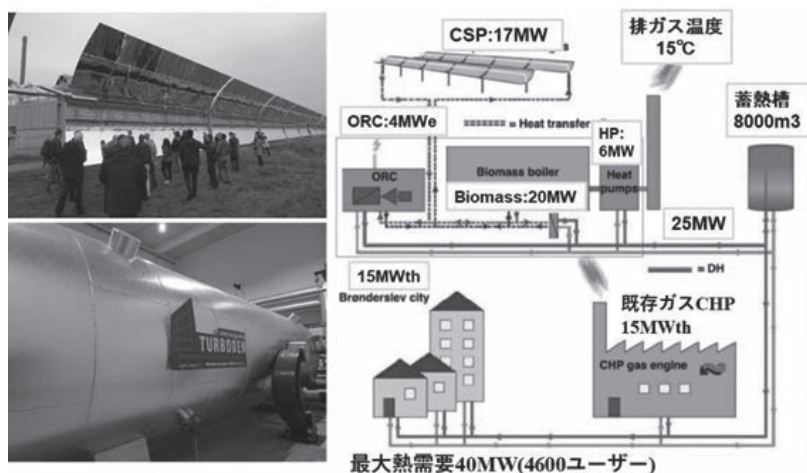 CSP:17MW
排ガス温度
15℃
蓄熱槽
8000m3
ORC:4MWe
= Heat transfer
HP:
6MW
ORC
Biomass boiler
Heat
pumps
Biomass:20MW
25MW
= DH
15MWth
Brønderslev city
既存ガスCHP
15MWth
CHP gas engine
TURBODEN
最大熱需要40MW(4600ユーザー)